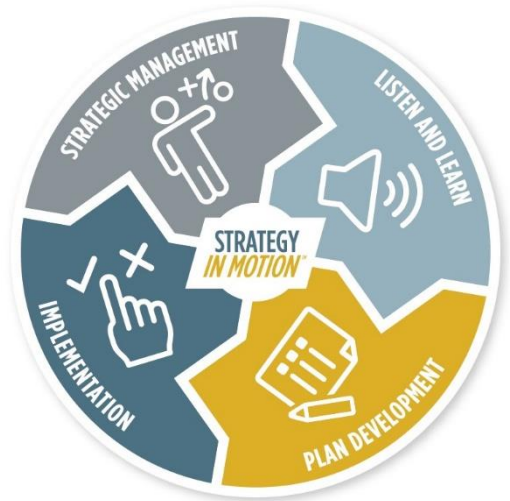 STRATEGIC MANAGEMENT
LISTEN AND LEARN
STRATEGY
IN MOTION®
IMPLEMENTATION
PLAN DEVELOPMENT